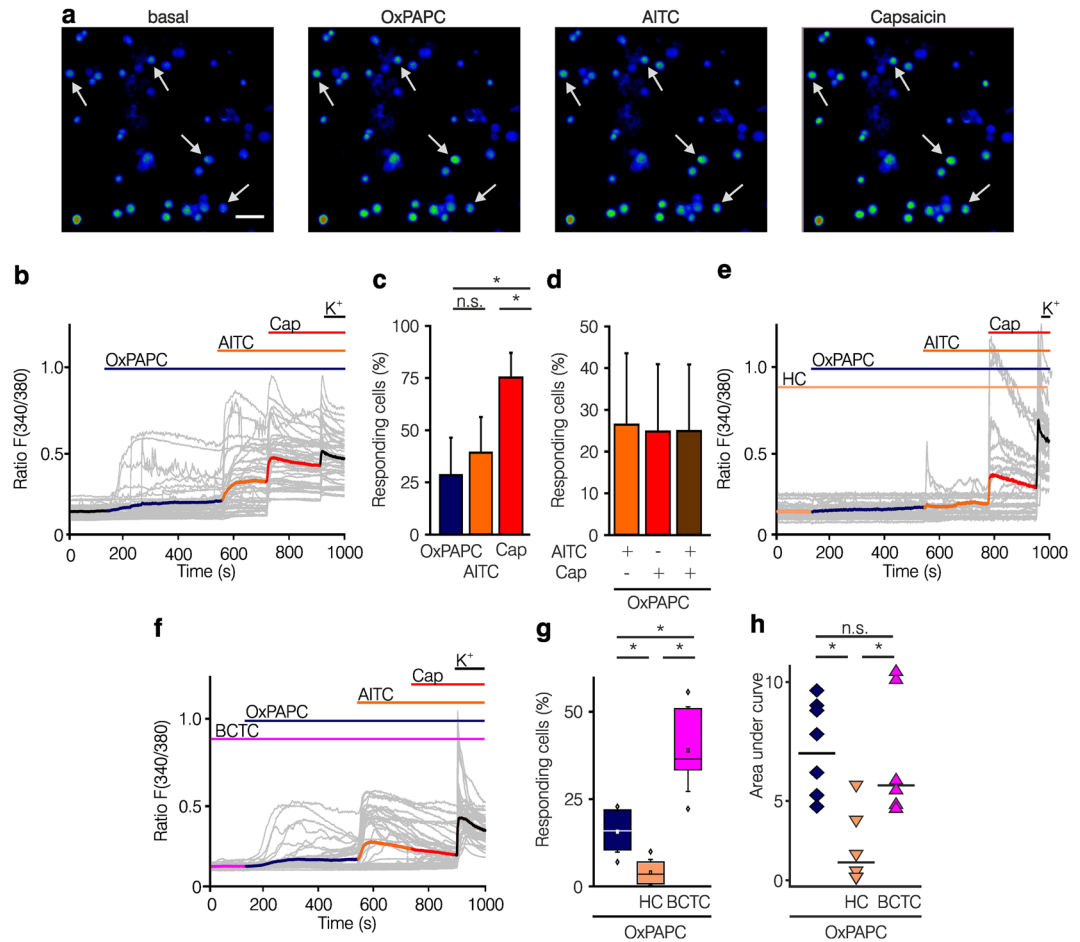 a
basal
OxPAPC
AITC
Capsaicin
b
Ratio F(340/380)
1.0
0.5
0
0 200 400 600 800 1000
Time (s)
OxPAPC
AITC
Cap
K+
c
Responding cells (%)
100
75
50
25
0
*
n.s. *
OxPAPC Cap
AITC
d
Responding cells (%)
50
40
30
20
10
0
AITC + - +
Cap - + +
OxPAPC
e
Ratio F(340/380)
1.0
0.5
0
0 200 400 600 800 1000
Time (s)
HC
OxPAPC
AITC
Cap
K+
f
Ratio F(340/380)
1.0
0.5
0
0 200 400 600 800 1000
Time (s)
BCTC
OxPAPC
AITC
Cap
K+
g
Responding cells (%)
50
25
0
*
* *
HC BCTC
OxPAPC
h
Area under curve
10
5
0
n.s.
* *
HC BCTC
OxPAPC